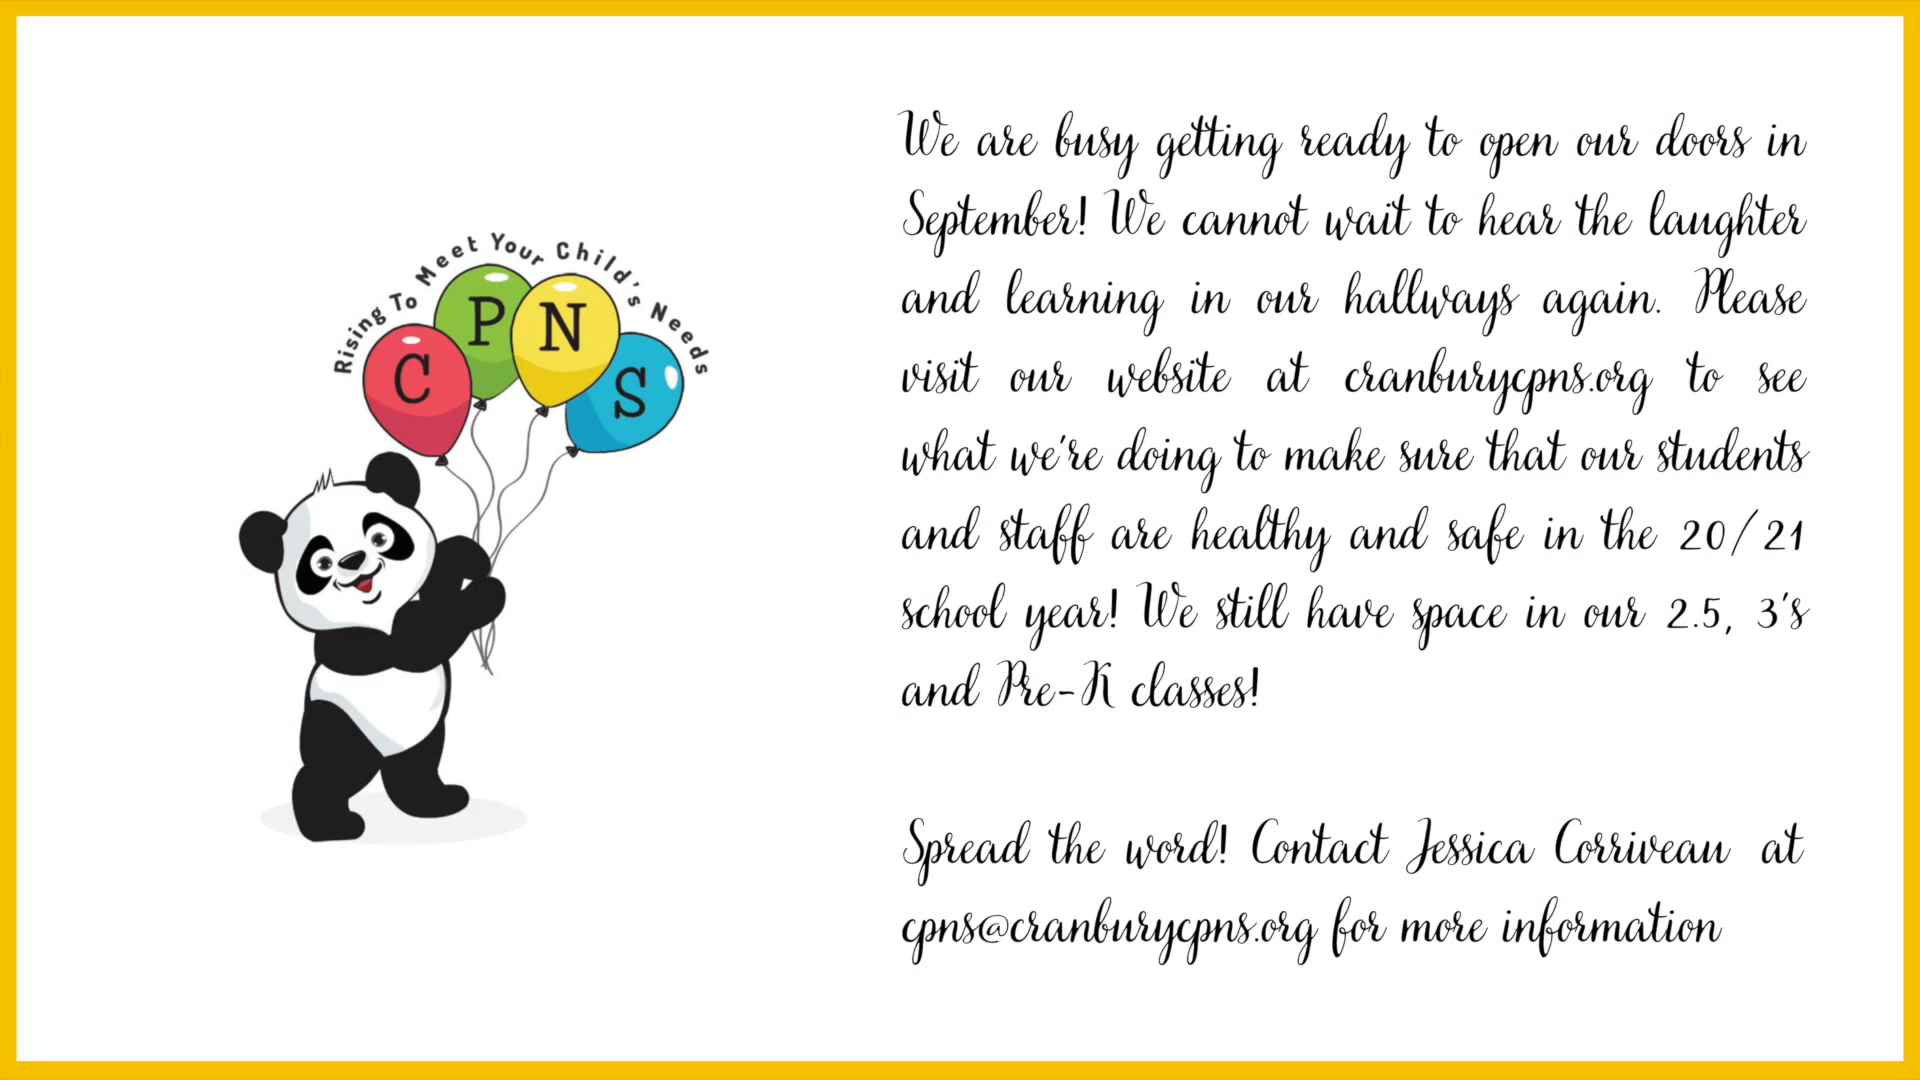 Rising To Meet Your Child's Needs
C P N S
We are busy getting ready to open our doors in
September! We cannot wait to hear the laughter
and learning in our hallways again. Please
visit our website at cranburycpns.org to see
what we're doing to make sure that our students
and staff are healthy and safe in the 20/21
school year! We still have space in our 2.5, 3's
and Pre-K classes!
Spread the word! Contact Jessica Corriveau at
cpns@cranburycpns.org for more information